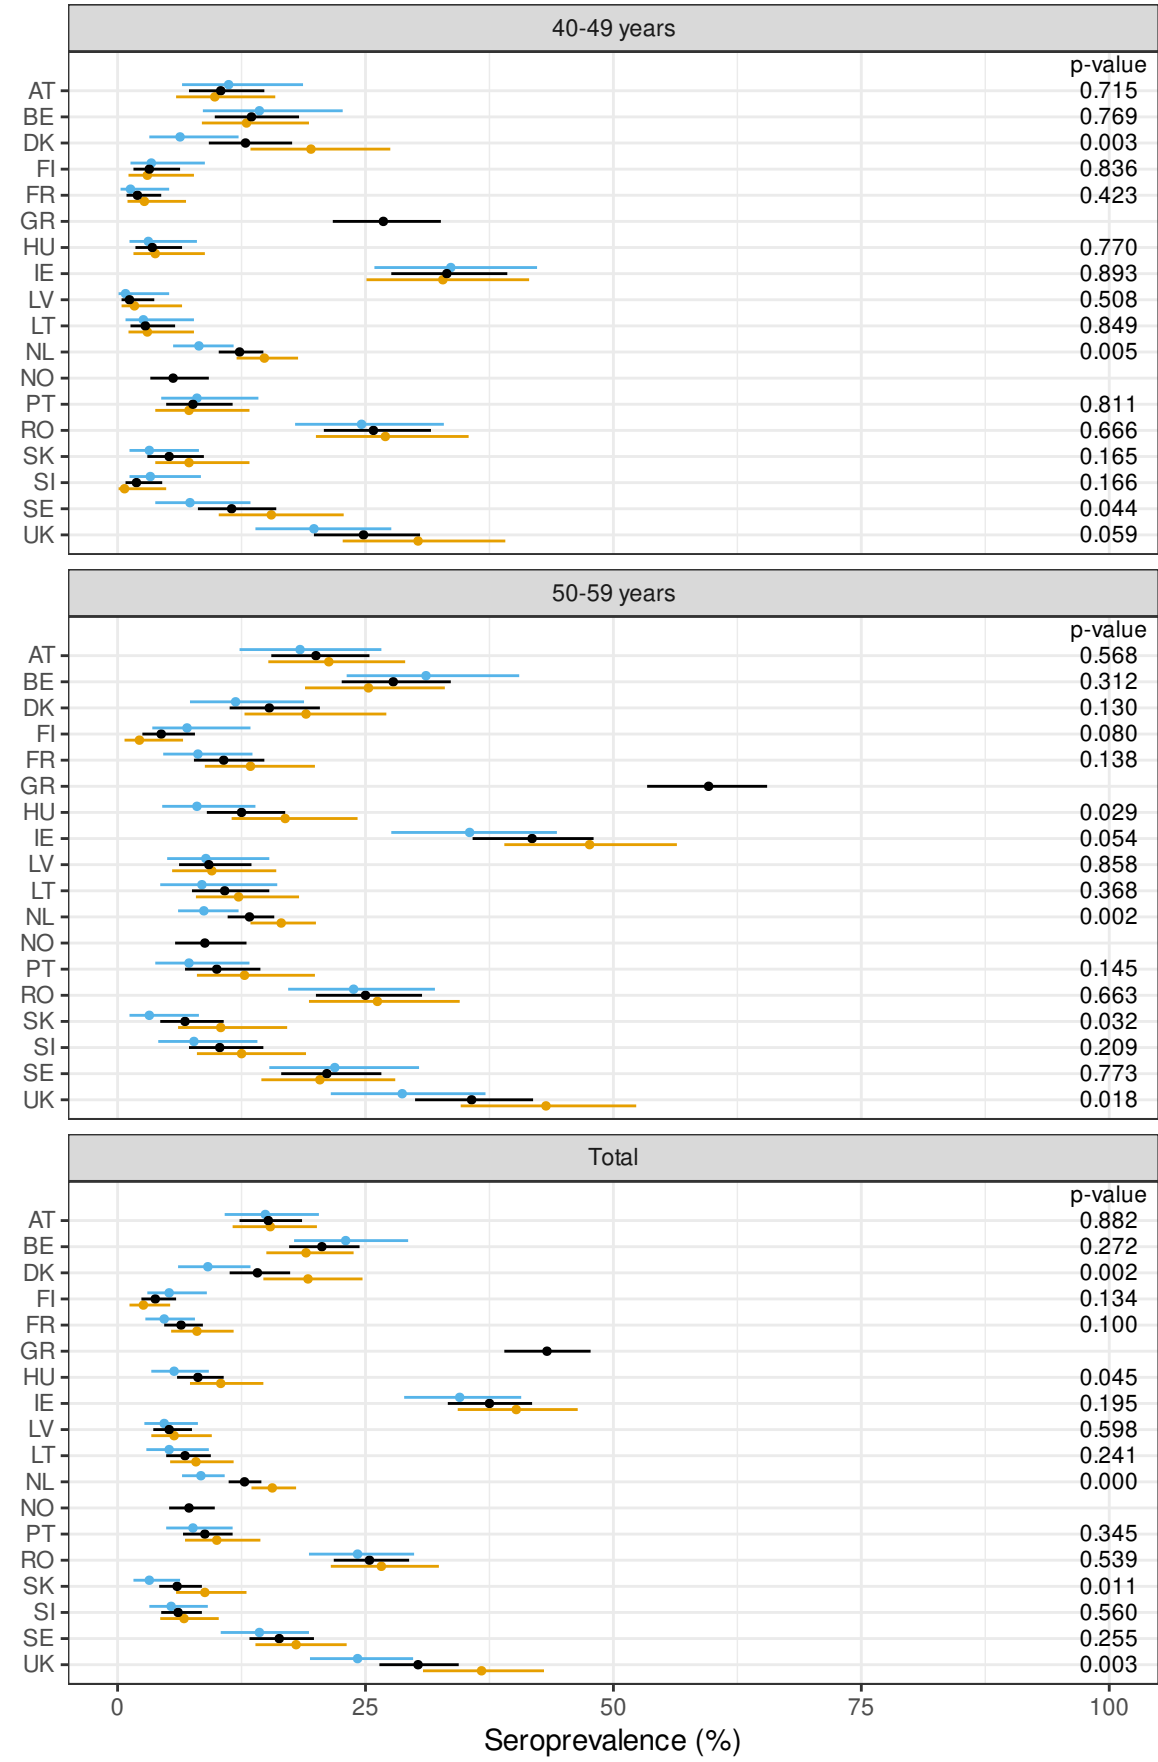 40-49 years
p-value
AT 0.715
BE 0.769
DK 0.003
FI 0.836
FR 0.423
GR
HU 0.770
IE 0.893
LV 0.508
LT 0.849
NL 0.005
NO
PT 0.811
RO 0.666
SK 0.165
SI 0.166
SE 0.044
UK 0.059
50-59 years
p-value
AT 0.568
BE 0.312
DK 0.130
FI 0.080
FR 0.138
GR
HU 0.029
IE 0.054
LV 0.858
LT 0.368
NL 0.002
NO
PT 0.145
RO 0.663
SK 0.032
SI 0.209
SE 0.773
UK 0.018
Total
p-value
AT 0.882
BE 0.272
DK 0.002
FI 0.134
FR 0.100
GR
HU 0.045
IE 0.195
LV 0.598
LT 0.241
NL 0.000
NO
PT 0.345
RO 0.539
SK 0.011
SI 0.560
SE 0.255
UK 0.003
0 25 50 75 100
Seroprevalence (%)